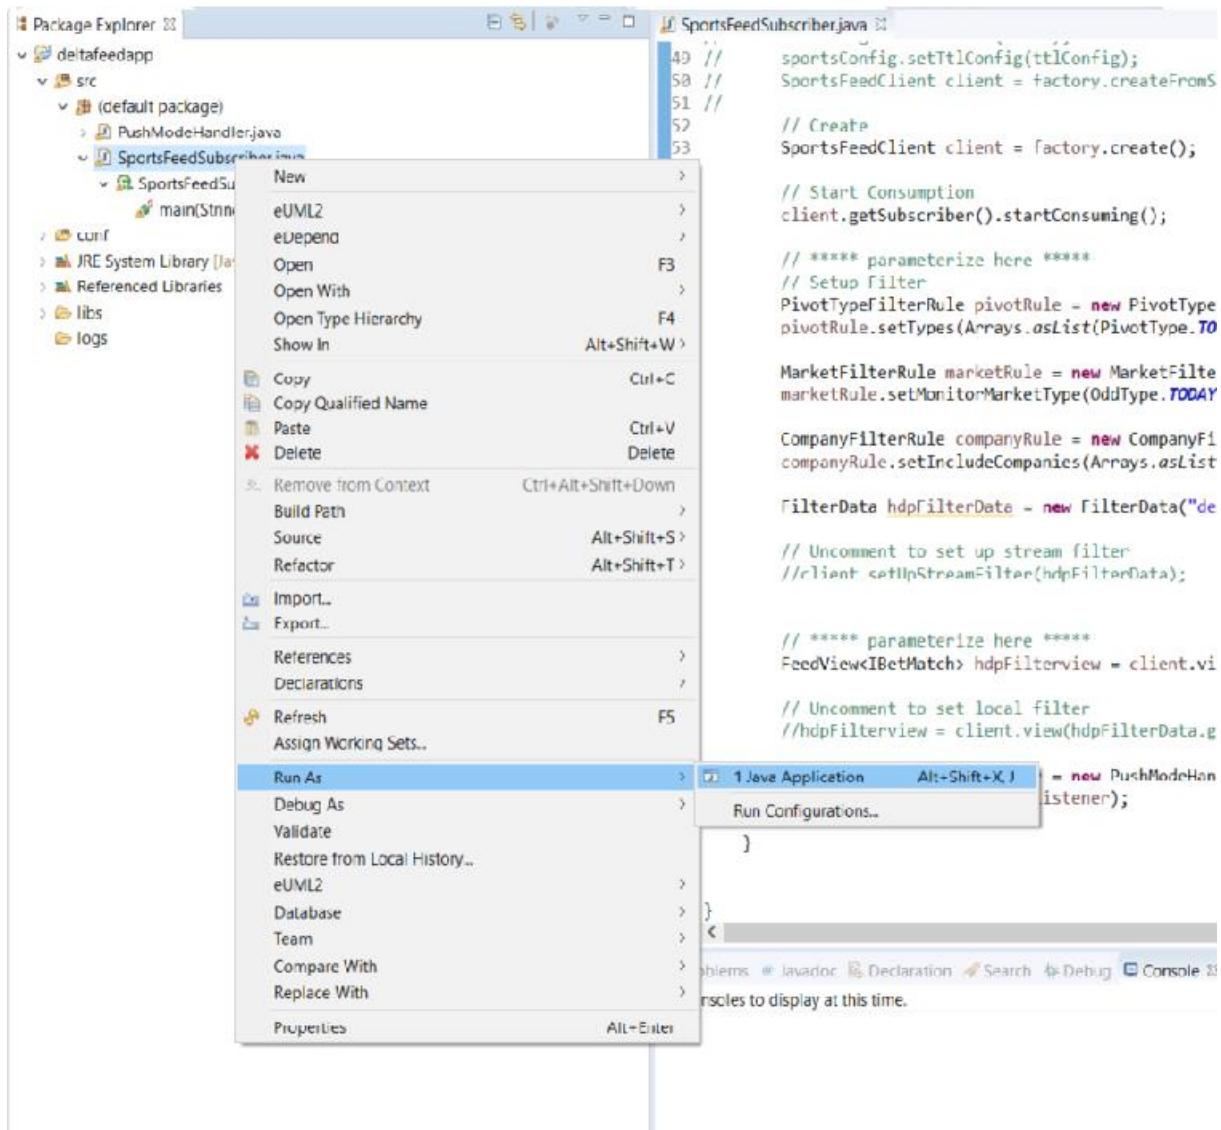 Package Explorer
deltafeedapp
src
(default package)
PushModeHandler.java
SportsFeedSubscriber.java
SportsFeedSu
main(String
conf
JRE System Library [Ja
Referenced Libraries
libs
logs
New
eUML2
eDepend
Open F3
Open With
Open Type Hierarchy F4
Show In Alt+Shift+W
Copy Ctrl+C
Copy Qualified Name
Paste Ctrl+V
Delete Delete
Remove from Context Ctrl+Alt+Shift+Down
Build Path
Source Alt+Shift+S
Refactor Alt+Shift+T
Import...
Export...
References
Declarations
Refresh F5
Assign Working Sets...
Run As
Debug As
Validate
Restore from Local History...
eUML2
Database
Team
Compare With
Replace With
Properties Alt+Enter
1 Java Application Alt+Shift+X, J
Run Configurations...
SportsFeedSubscriber.java
49 // sportsConfig.setTtlConfig(ttlConfig);
50 // SportsFeedClient client = factory.createFromS
51 //
52 // Create
53 SportsFeedClient client = factory.create();
// Start Consumption
client.getSubscriber().startConsuming();
// ***** parameterize here *****
// Setup Filter
PivotTypeFilterRule pivotRule = new PivotType
pivotRule.setTypes(Arrays.asList(PivotType.TO
MarketFilterRule marketRule = new MarketFilte
marketRule.setMonitorMarketType(OddType.TODAY
CompanyFilterRule companyRule = new CompanyFi
companyRule.setIncludeCompanies(Arrays.asList
FilterData hdpFilterData = new FilterData("de
// Uncomment to set up stream filter
//client.setUpStreamFilter(hdpFilterData);
// ***** parameterize here *****
FeedView<IBetMatch> hdpFilterview = client.vi
// Uncomment to set local filter
//hdpFilterview = client.view(hdpFilterData.g
= new PushModeHan
istener);
}
}
oblems Javadoc Declaration Search Debug Console
nsoles to display at this time.